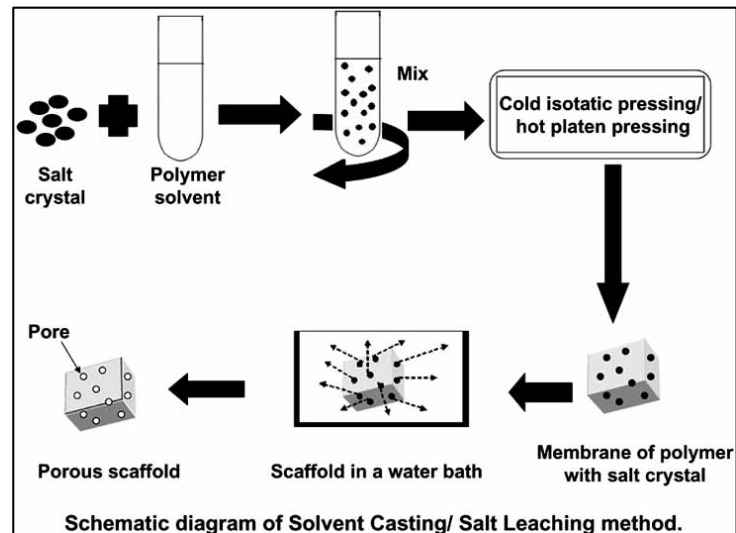 Mix
Cold isotatic pressing/
hot platen pressing
Salt
crystal
Polymer
solvent
Pore
Porous scaffold
Scaffold in a water bath
Membrane of polymer
with salt crystal
Schematic diagram of Solvent Casting/ Salt Leaching method.